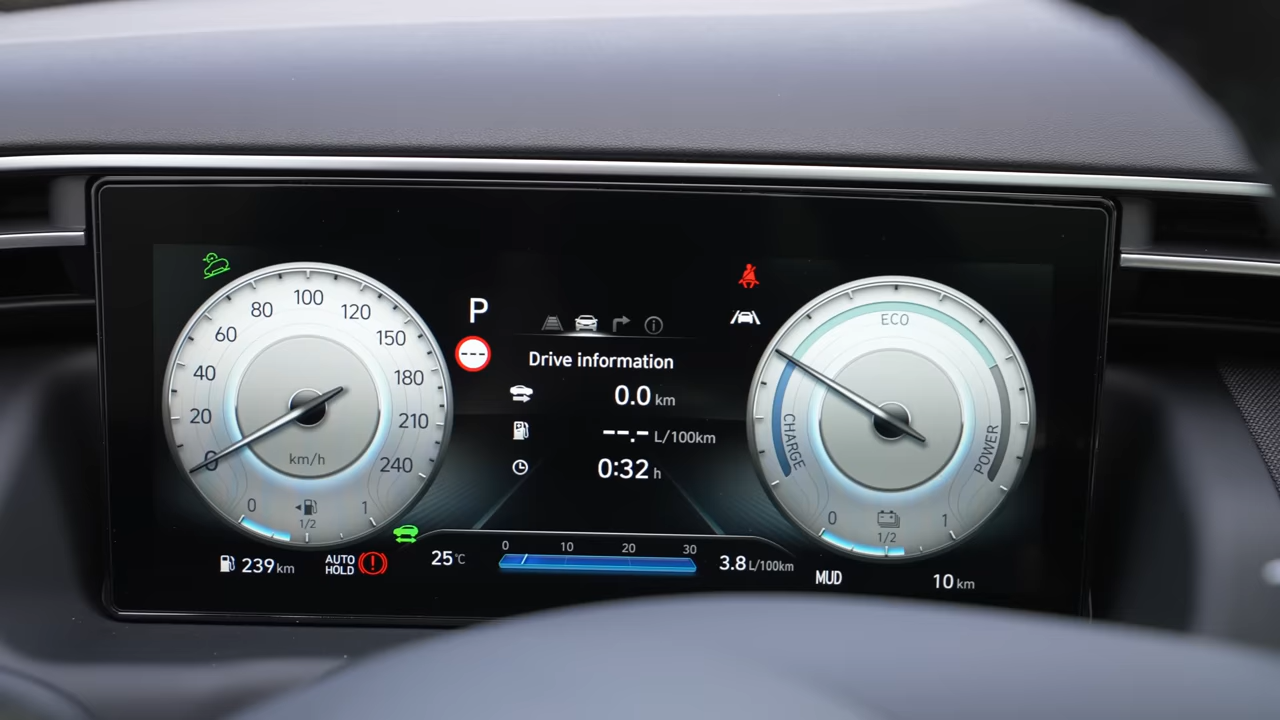 0
20
40
60
80
100
120
150
180
210
240
km/h
0
1/2
1
239 km
AUTO
HOLD
P
---
Drive information
0.0 km
--.- L/100km
0:32 h
25 °C
0 10 20 30
3.8 L/100km
ECO
CHARGE
POWER
0
1/2
1
MUD
10 km